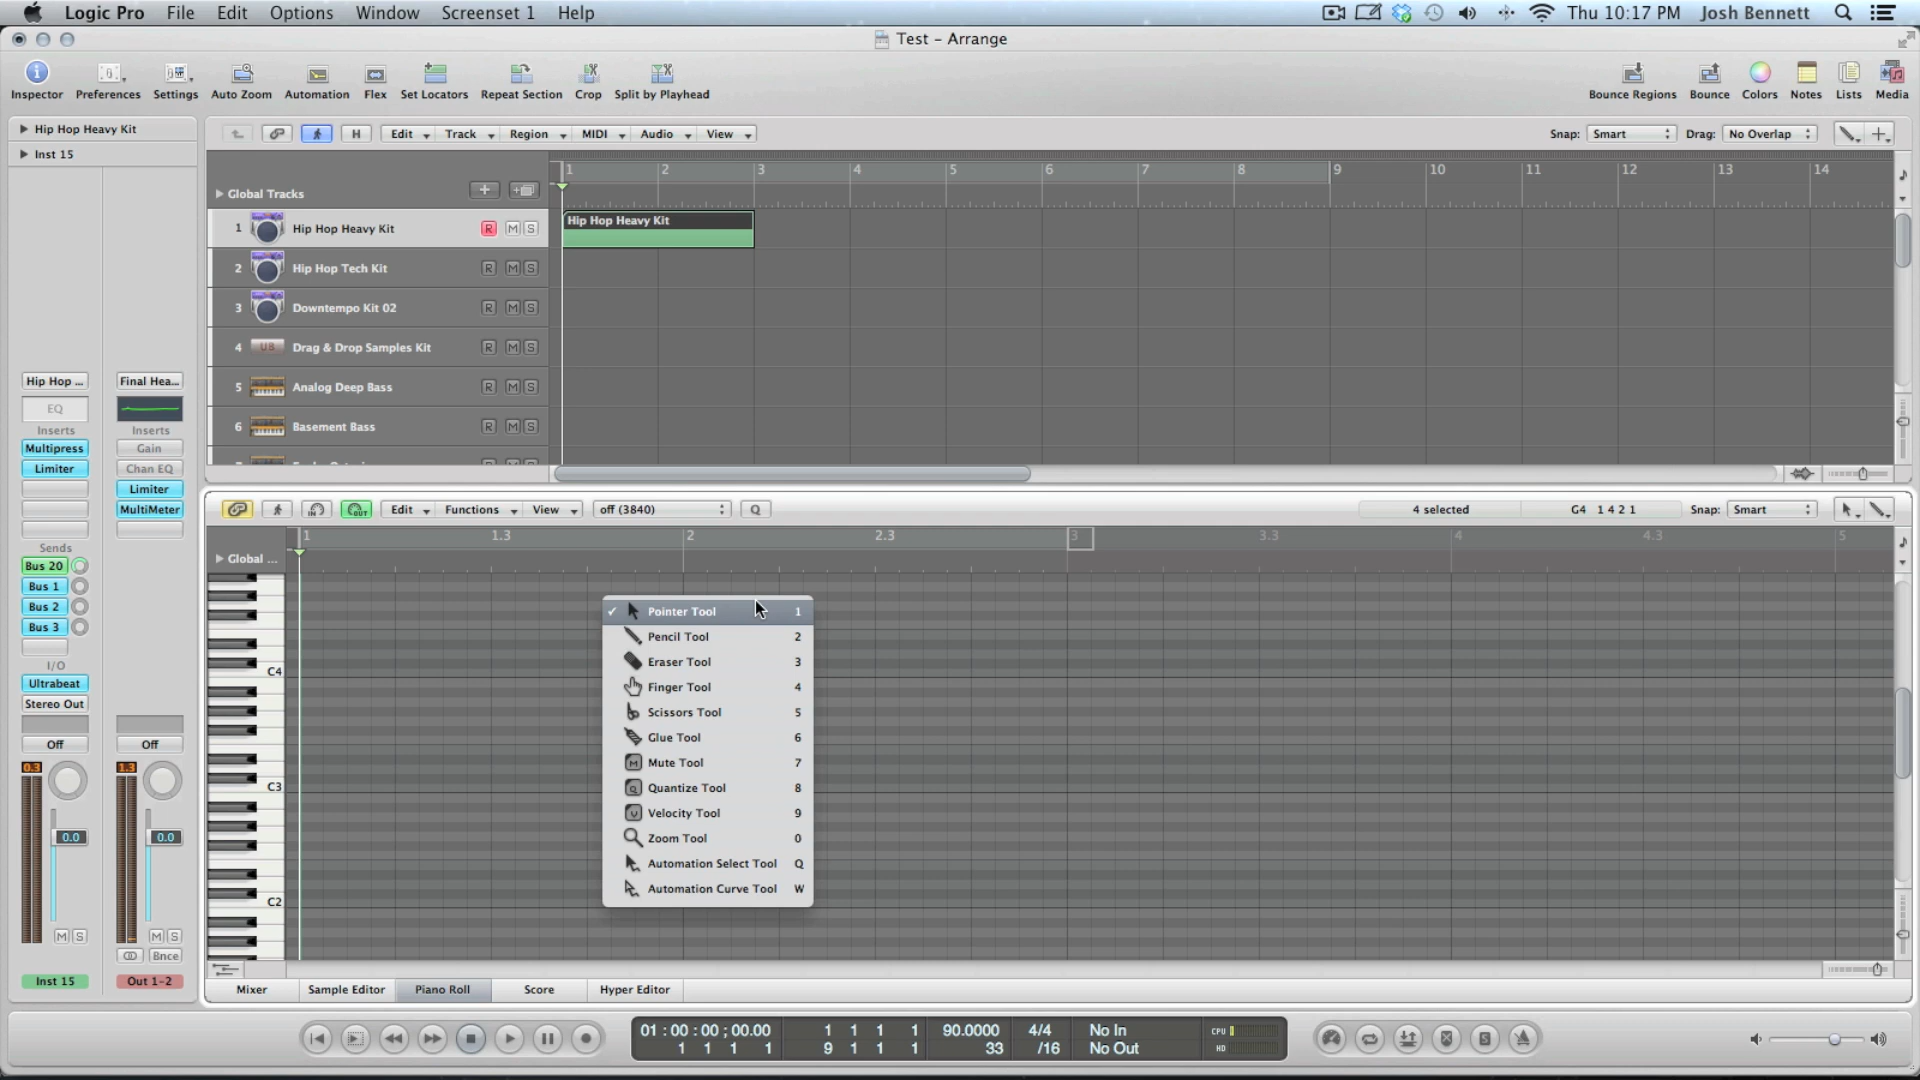 Logic Pro File Edit Options Window Screenset 1 Help
Thu 10:17 PM Josh Bennett
Test - Arrange
Inspector Preferences Settings Auto Zoom Automation Flex Set Locators Repeat Section Crop Split by Playhead
Bounce Regions Bounce Colors Notes Lists Media
Hip Hop Heavy Kit
H Edit Track Region MIDI Audio View
Snap: Smart Drag: No Overlap
Inst 15
1 2 3 4 5 6 7 8 9 10 11 12 13 14
Global Tracks
1 Hip Hop Heavy Kit R M S
Hip Hop Heavy Kit
2 Hip Hop Tech Kit R M S
3 Downtempo Kit 02 R M S
4 UB Drag & Drop Samples Kit R M S
5 Analog Deep Bass R M S
6 Basement Bass R M S
Hip Hop ... Final Hea...
EQ
Inserts Inserts
Multipress Gain
Limiter Chan EQ
Limiter
MultiMeter
Sends
Bus 20
Bus 1
Bus 2
Bus 3
I/O
Ultrabeat
Stereo Out
Off Off
0.3 1.3
0.0 0.0
M S M S
Bnce
Inst 15 Out 1-2
IN OUT Edit Functions View off (3840) Q
4 selected G4 1 4 2 1 Snap: Smart
1 1.3 2 2.3 3 3.3 4 4.3 5
Global ...
C4
C3
C2
✓ Pointer Tool 1
Pencil Tool 2
Eraser Tool 3
Finger Tool 4
Scissors Tool 5
Glue Tool 6
M Mute Tool 7
Q Quantize Tool 8
V Velocity Tool 9
Zoom Tool 0
Automation Select Tool Q
Automation Curve Tool W
Mixer Sample Editor Piano Roll Score Hyper Editor
01 : 00 : 00 ; 00.00 1 1 1 1 90.0000 4/4 No In CPU
1 1 1 1 9 1 1 1 33 /16 No Out HD
S